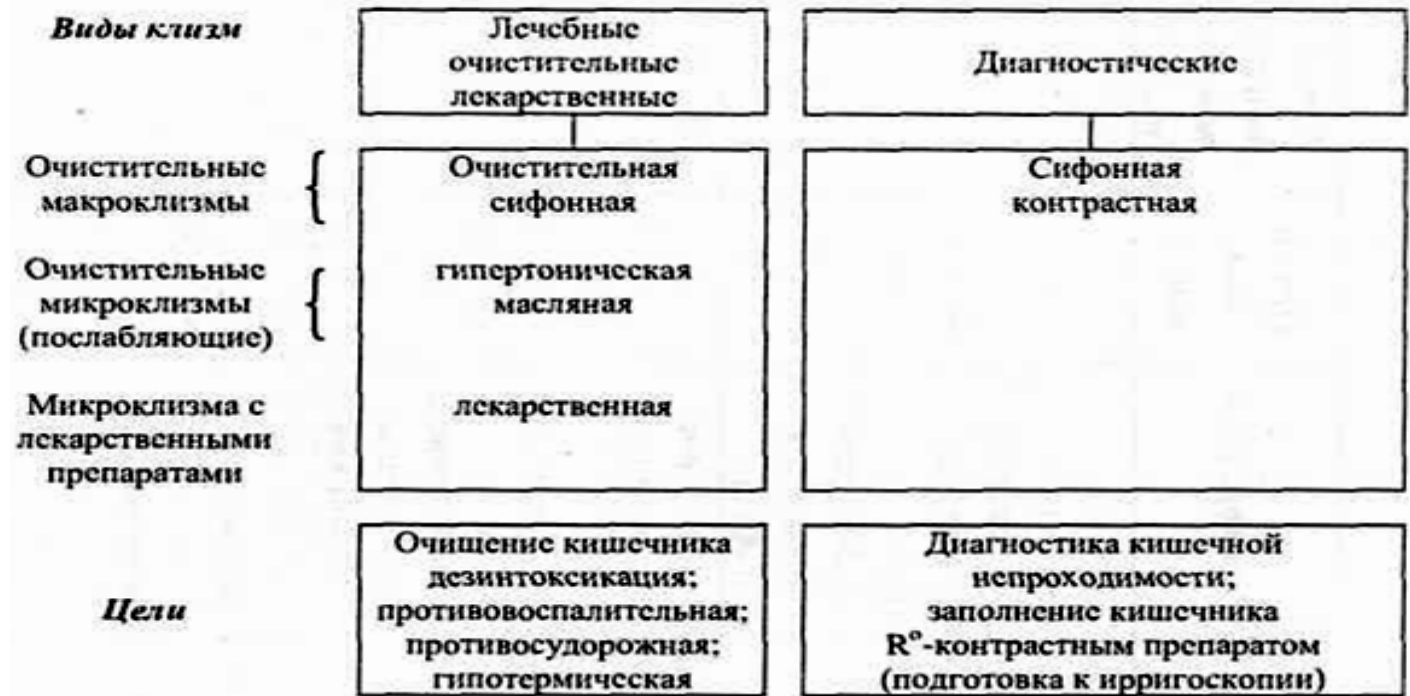 Виды клизм
Лечебные
очистительные
лекарственные
Диагностические
Очистительные
макроклизмы
{
Очистительная
сифонная
Сифонная
контрастная
Очистительные
микроклизмы
(послабляющие)
{
гипертоническая
масляная
Микроклизма с
лекарственными
препаратами
лекарственная
Цели
Очищение кишечника
дезинтоксикация;
противовоспалительная;
противосудорожная;
гипотермическая
Диагностика кишечной
непроходимости;
заполнение кишечника
R°-контрастным препаратом
(подготовка к ирригоскопии)